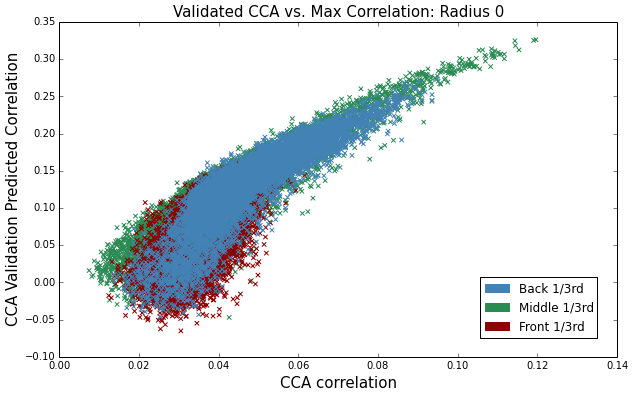 Validated CCA vs. Max Correlation: Radius 0
CCA Validation Predicted Correlation
0.35
0.30
0.25
0.20
0.15
0.10
0.05
0.00
−0.05
−0.10
0.00 0.02 0.04 0.06 0.08 0.10 0.12 0.14
CCA correlation
Back 1/3rd
Middle 1/3rd
Front 1/3rd